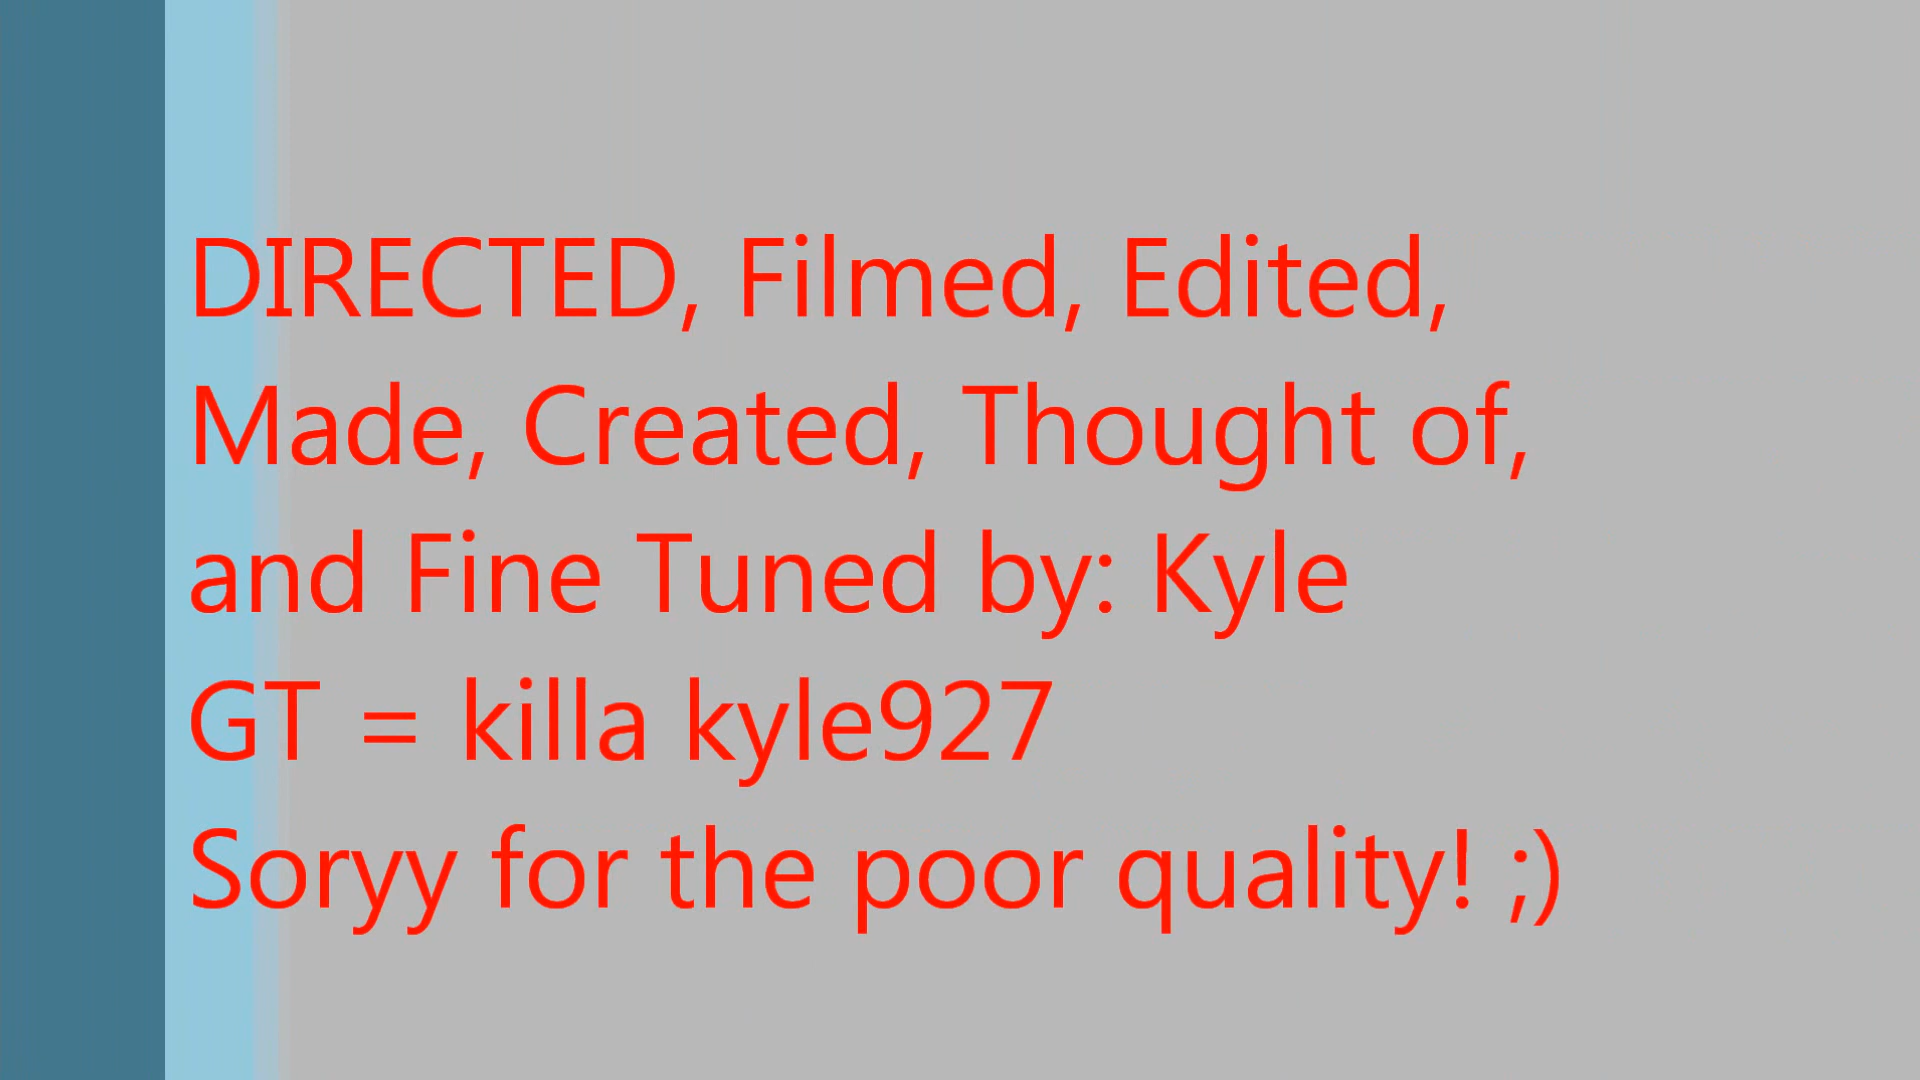 DIRECTED, Filmed, Edited,
Made, Created, Thought of,
and Fine Tuned by: Kyle
GT = killa kyle927
Soryy for the poor quality! ;)